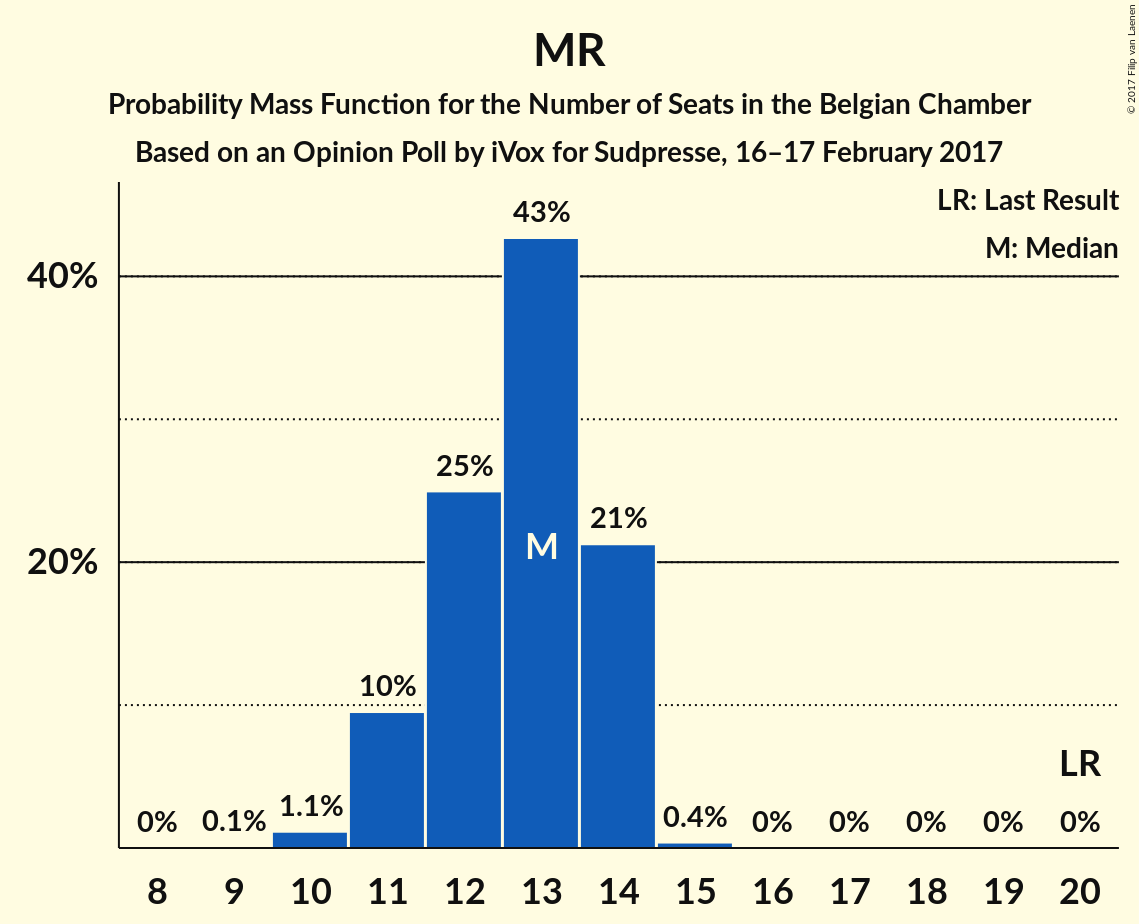 MR
Probability Mass Function for the Number of Seats in the Belgian Chamber
Based on an Opinion Poll by iVox for Sudpresse, 16–17 February 2017
© 2017 Filip van Laenen
LR: Last Result
M: Median
40%
20%
0%
0.1%
1.1%
10%
25%
43%
M
21%
0.4%
0%
0%
0%
0%
LR
0%
8 9 10 11 12 13 14 15 16 17 18 19 20